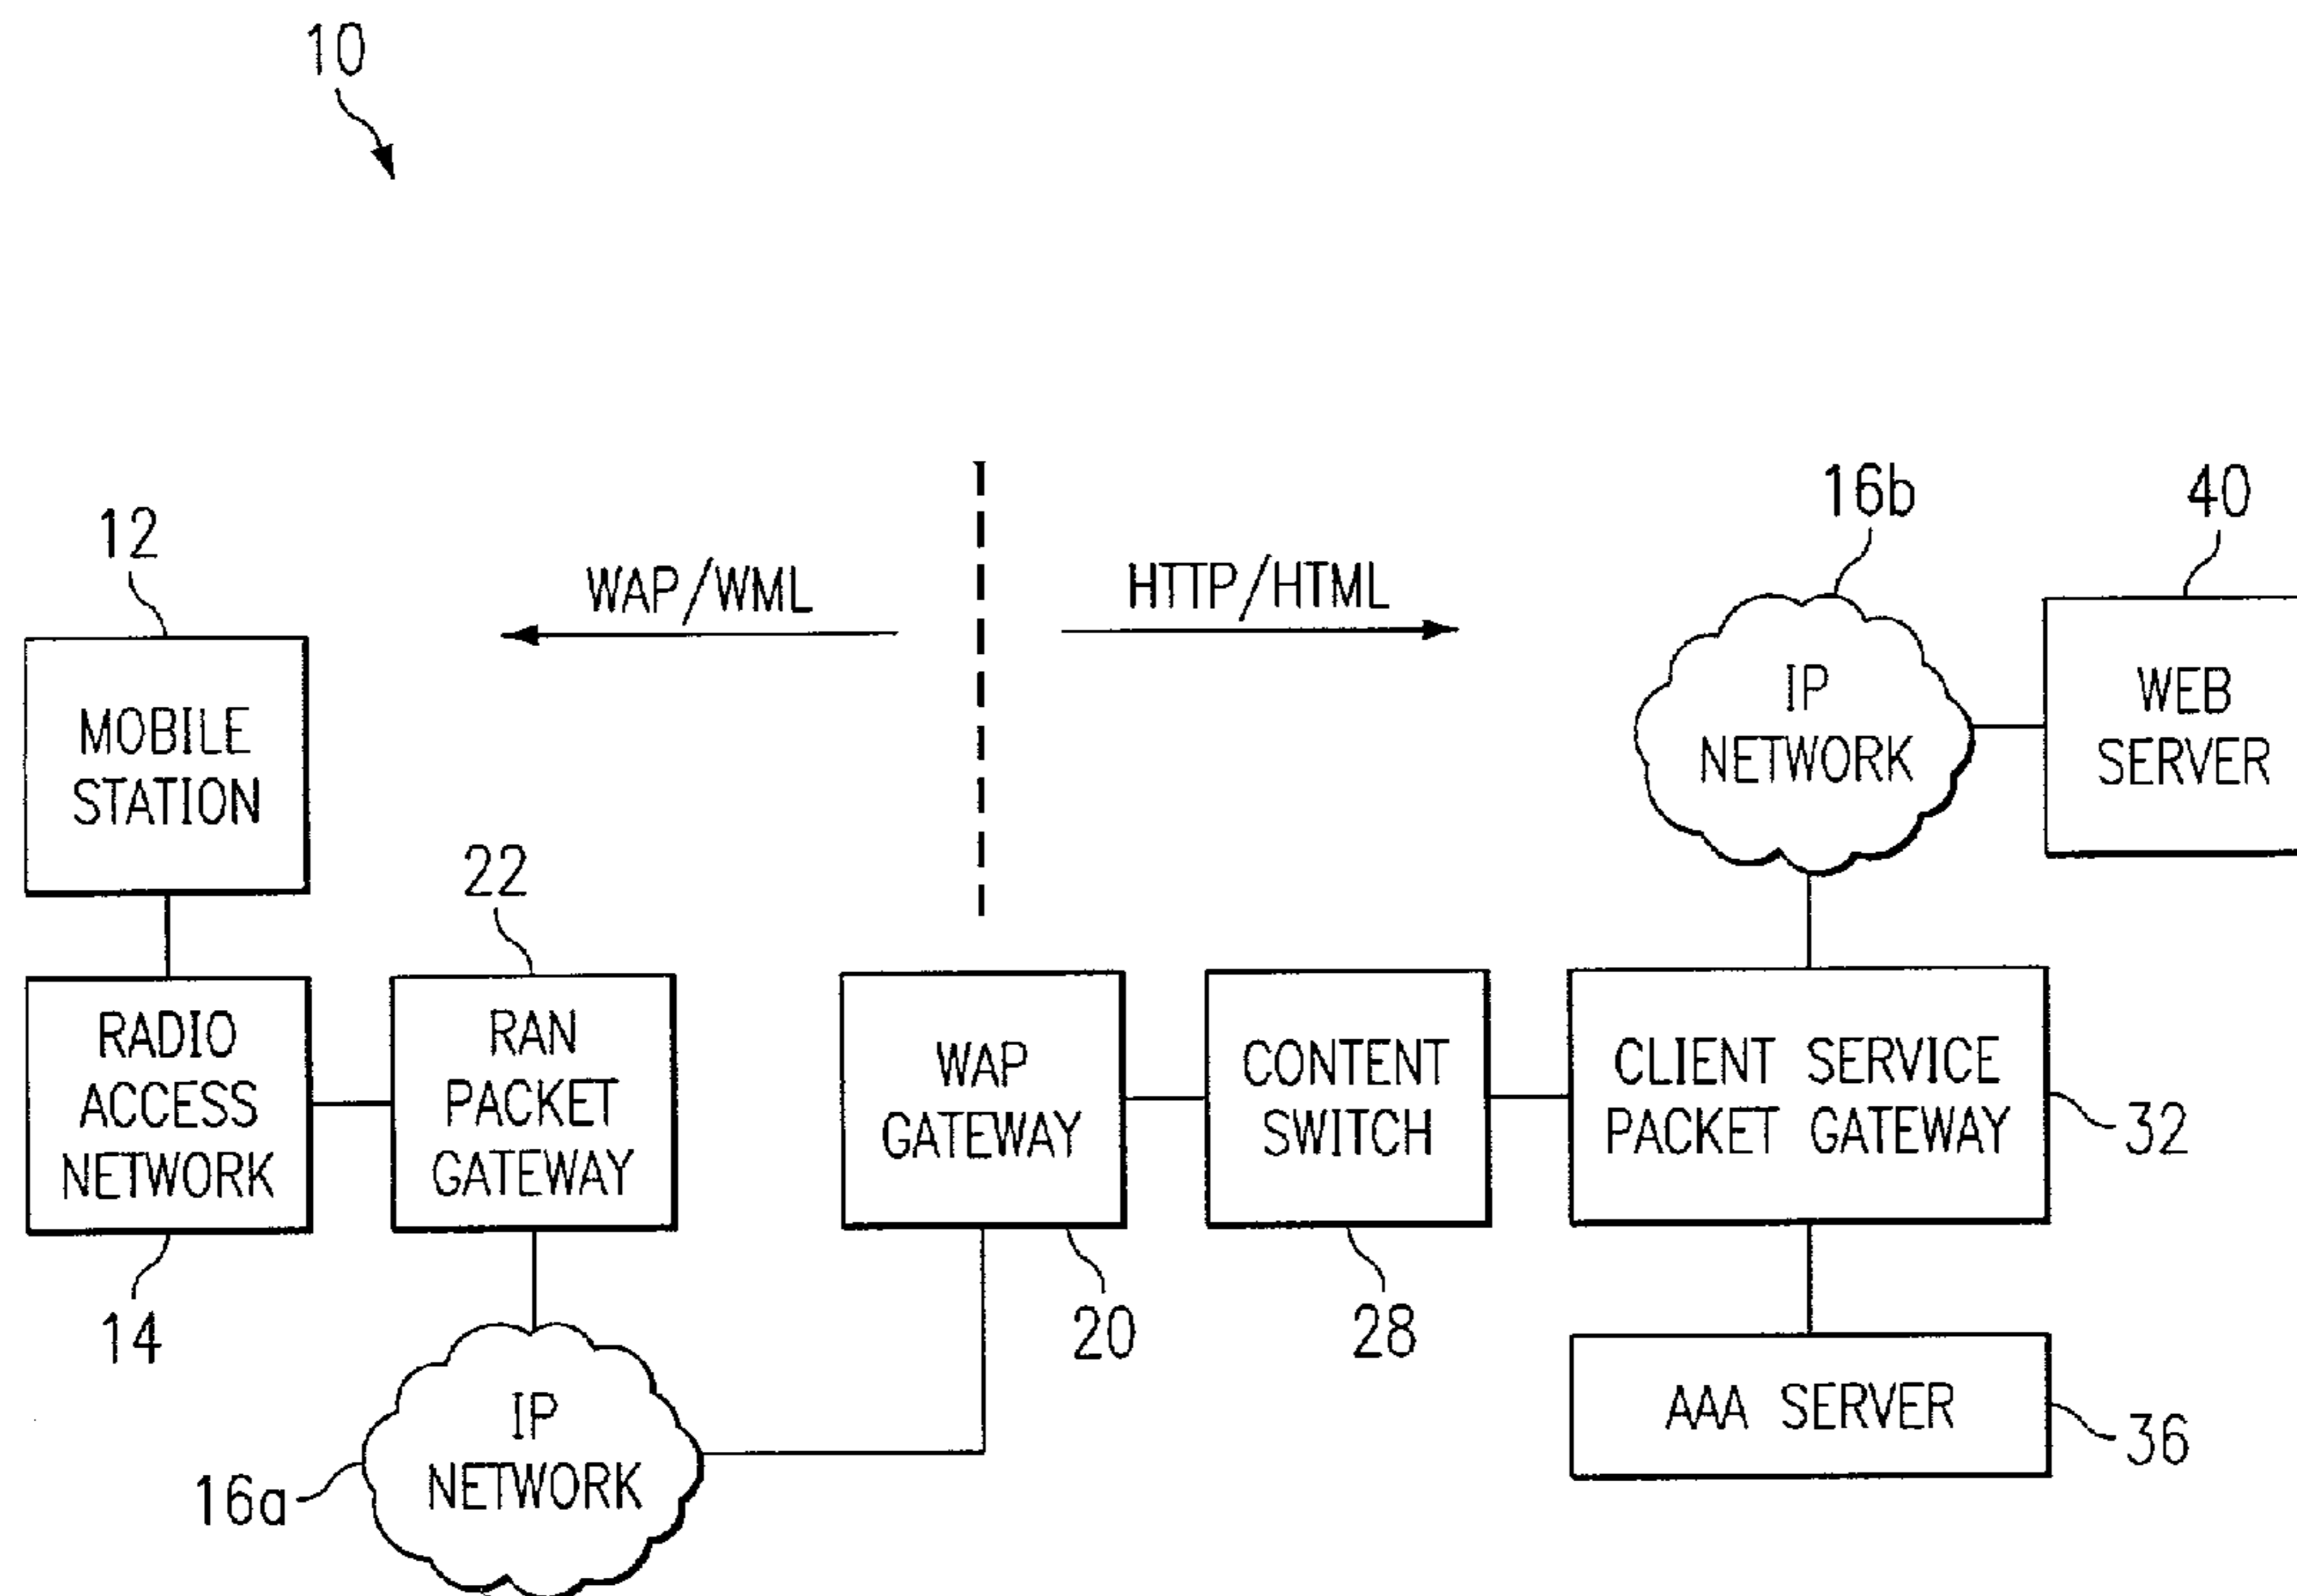 10
16b
40
12
WAP/WML
HTTP/HTML
IP
NETWORK
WEB
SERVER
MOBILE
STATION
22
RADIO
ACCESS
NETWORK
RAN
PACKET
GATEWAY
WAP
GATEWAY
CONTENT
SWITCH
CLIENT SERVICE
PACKET GATEWAY
32
14
20
28
IP
NETWORK
16a
AAA SERVER
36